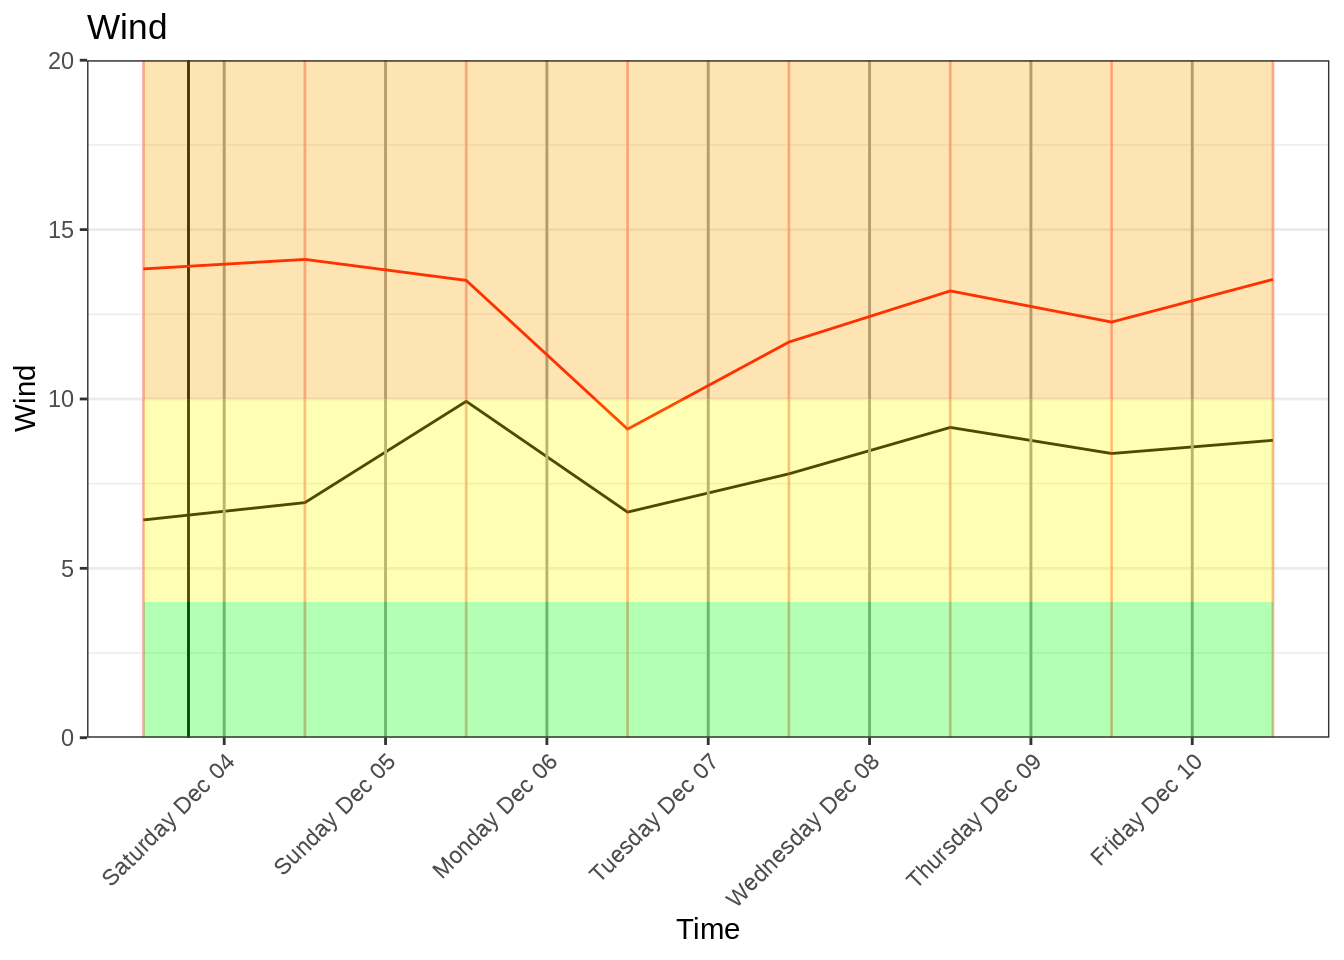 Wind
Wind
20
15
10
5
0
Saturday Dec 04
Sunday Dec 05
Monday Dec 06
Tuesday Dec 07
Wednesday Dec 08
Thursday Dec 09
Friday Dec 10
Time